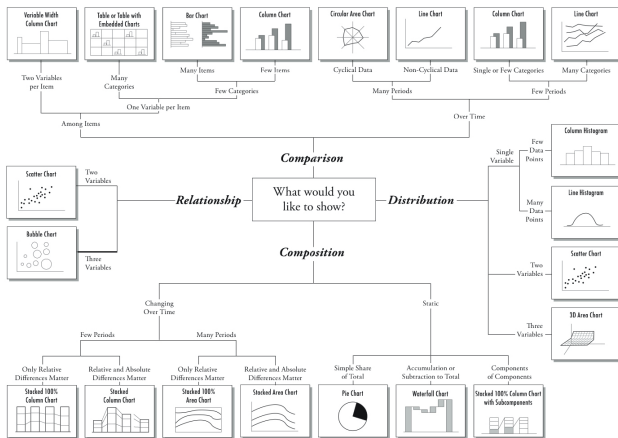 Variable Width
Column Chart
Table or Table with
Embedded Charts
Bar Chart
Column Chart
Circular Area Chart
Line Chart
Column Chart
Line Chart
Two Variables
per Item
Many
Categories
Many Items
Few Items
Cyclical Data
Non-Cyclical Data
Single or Few Categories
Many Categories
Few Categories
Many Periods
Few Periods
One Variable per Item
Among Items
Over Time
Comparison
What would you
like to show?
Relationship
Two
Variables
Scatter Chart
Three
Variables
Bubble Chart
Distribution
Single
Variable
Few
Data
Points
Column Histogram
Many
Data
Points
Line Histogram
Two
Variables
Scatter Chart
Three
Variables
3D Area Chart
Composition
Changing
Over Time
Static
Few Periods
Many Periods
Only Relative
Differences Matter
Relative and Absolute
Differences Matter
Only Relative
Differences Matter
Relative and Absolute
Differences Matter
Simple Share
of Total
Accumulation or
Subtraction to Total
Components
of Components
Stacked 100%
Column Chart
Stacked
Column Chart
Stacked 100%
Area Chart
Stacked Area Chart
Pie Chart
Waterfall Chart
Stacked 100% Column Chart
with Subcomponents